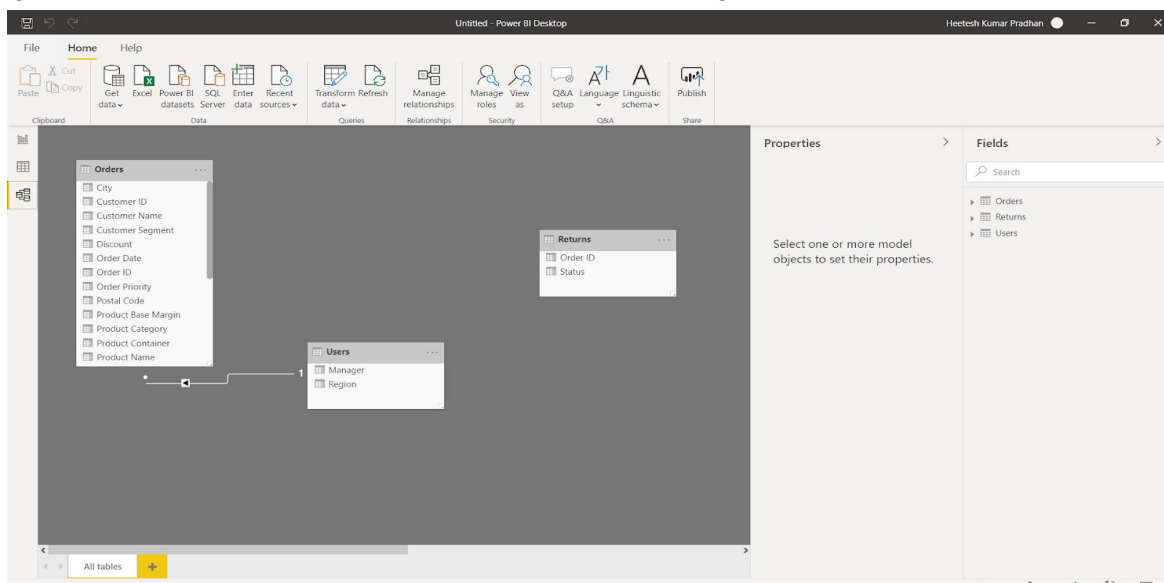 Untitled - Power BI Desktop
Heetesh Kumar Pradhan
File Home Help
Paste
Cut
Copy
Get data
Excel
Power BI datasets
SQL Server
Enter data
Recent sources
Transform data
Refresh
Manage relationships
Manage roles
View as
Q&A setup
Language
Linguistic schema
Publish
Clipboard
Data
Queries
Relationships
Security
Q&A
Share
Orders
City
Customer ID
Customer Name
Customer Segment
Discount
Order Date
Order ID
Order Priority
Postal Code
Product Base Margin
Product Category
Product Container
Product Name
*
1
Users
Manager
Region
Returns
Order ID
Status
Properties
Select one or more model
objects to set their properties.
Fields
Search
Orders
Returns
Users
All tables